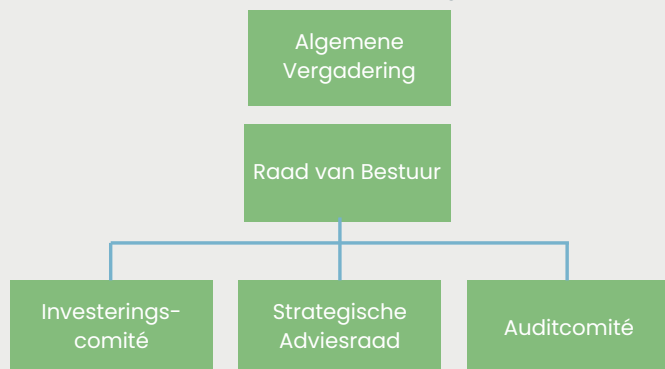 Algemene
Vergadering
Raad van Bestuur
Investerings-
comité
Strategische
Adviesraad
Auditcomité